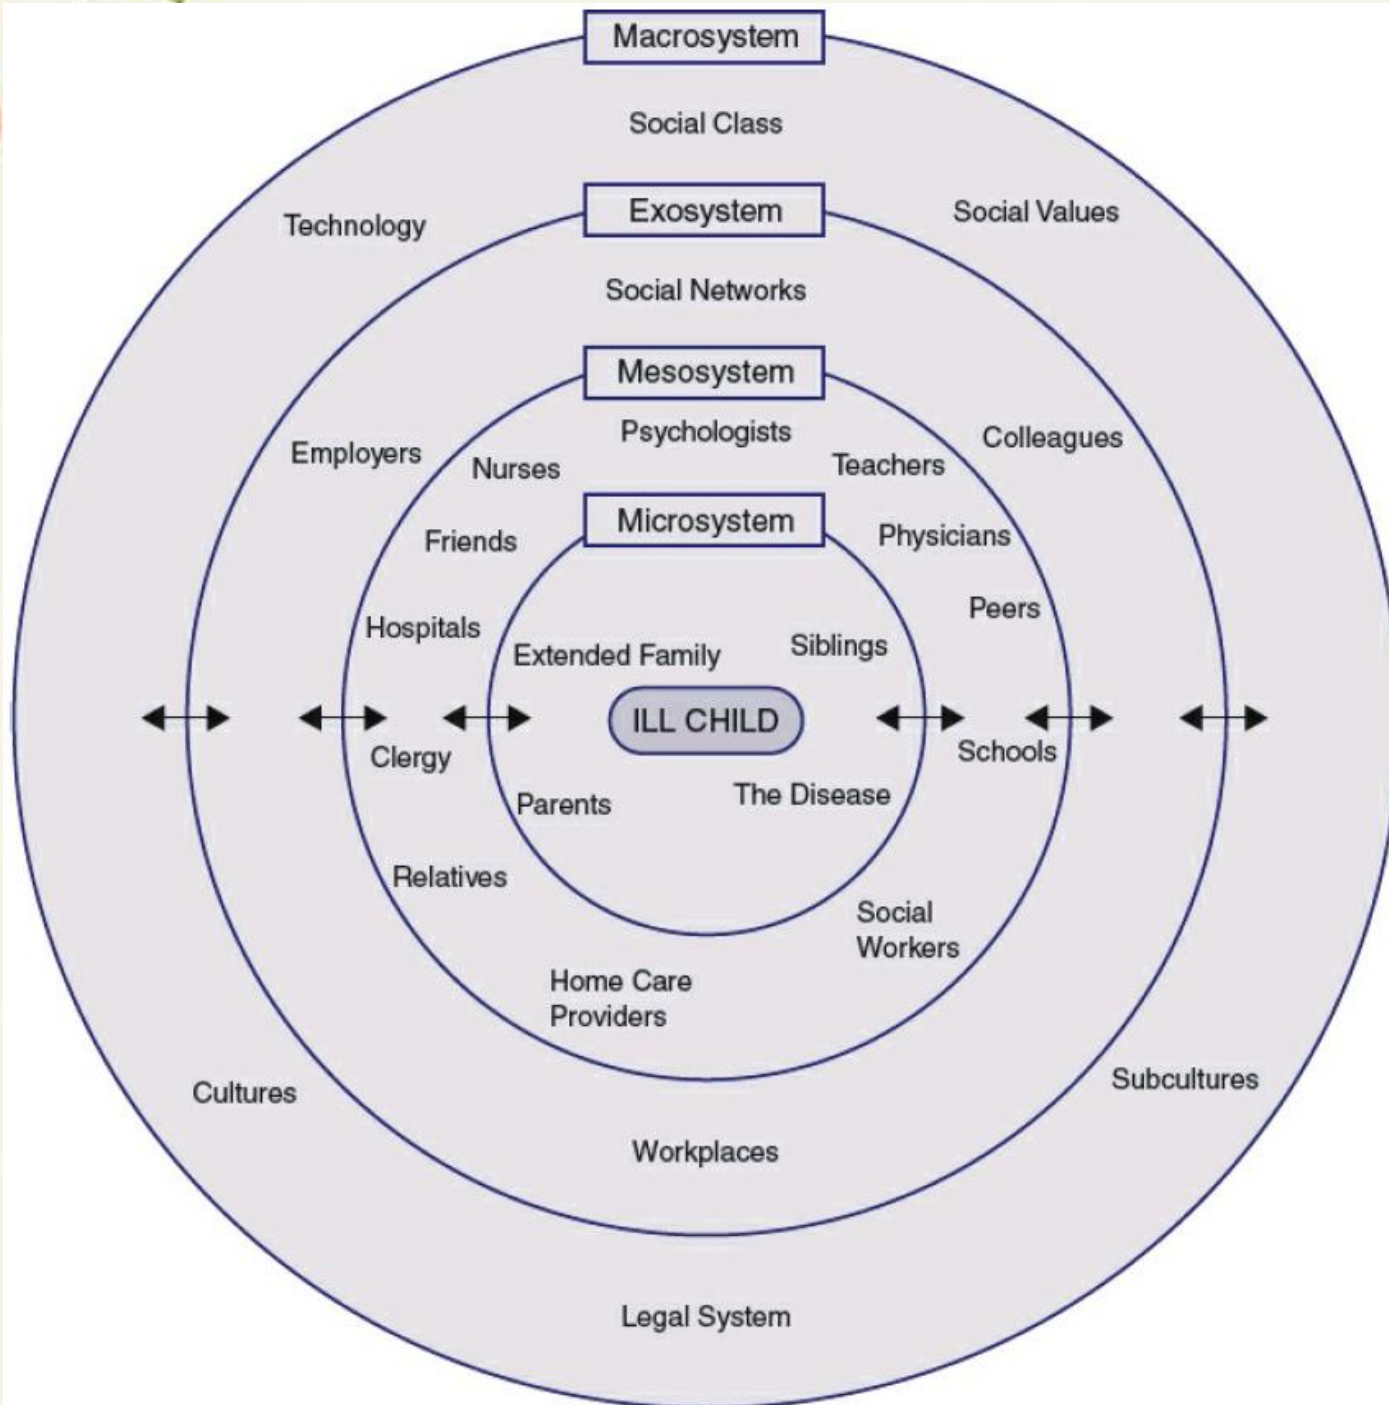 Macrosystem
Social Class
Technology
Exosystem
Social Values
Social Networks
Mesosystem
Psychologists
Employers
Nurses
Teachers
Colleagues
Microsystem
Friends
Physicians
Hospitals
Peers
Extended Family
Siblings
ILL CHILD
Clergy
Schools
Parents
The Disease
Relatives
Social
Workers
Home Care
Providers
Cultures
Subcultures
Workplaces
Legal System